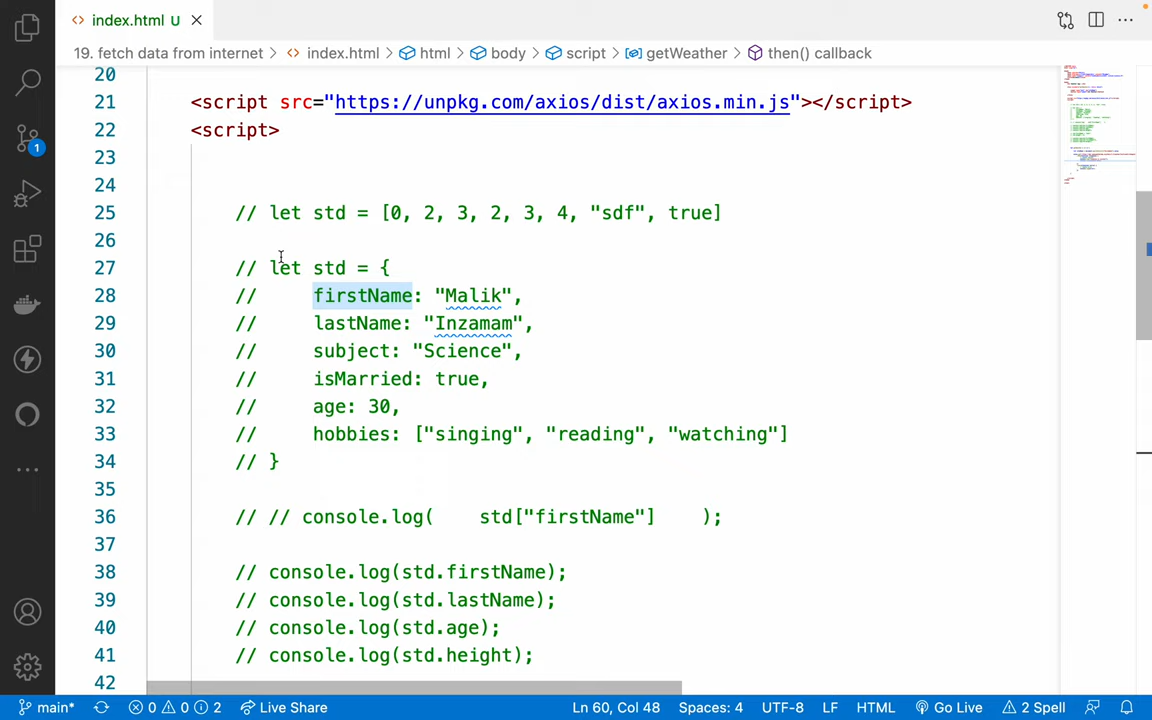 index.html U
19. fetch data from internet > index.html > html > body > script > getWeather > then() callback
20
21 <script src="https://unpkg.com/axios/dist/axios.min.js"></script>
22 <script>
23
24
25 // let std = [0, 2, 3, 2, 3, 4, "sdf", true]
26
27 // let std = {
28 //     firstName: "Malik",
29 //     lastName: "Inzamam",
30 //     subject: "Science",
31 //     isMarried: true,
32 //     age: 30,
33 //     hobbies: ["singing", "reading", "watching"]
34 // }
35
36 // // console.log(    std["firstName"]    );
37
38 // console.log(std.firstName);
39 // console.log(std.lastName);
40 // console.log(std.age);
41 // console.log(std.height);
42
1
main* 0 0 2 Live Share Ln 60, Col 48 Spaces: 4 UTF-8 LF HTML Go Live 2 Spell